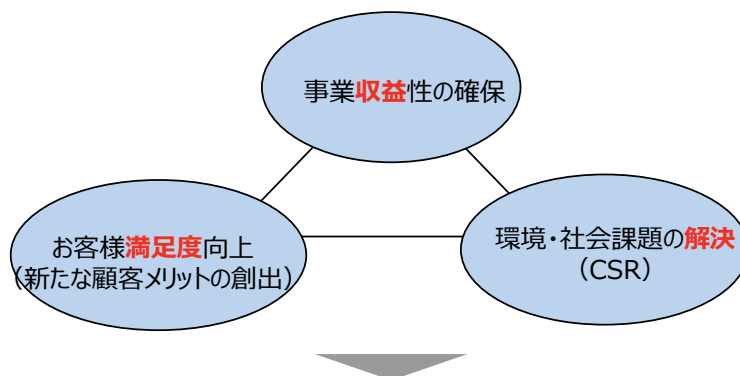 事業収益性の確保
お客様満足度向上
（新たな顧客メリットの創出）
環境・社会課題の解決
（CSR）